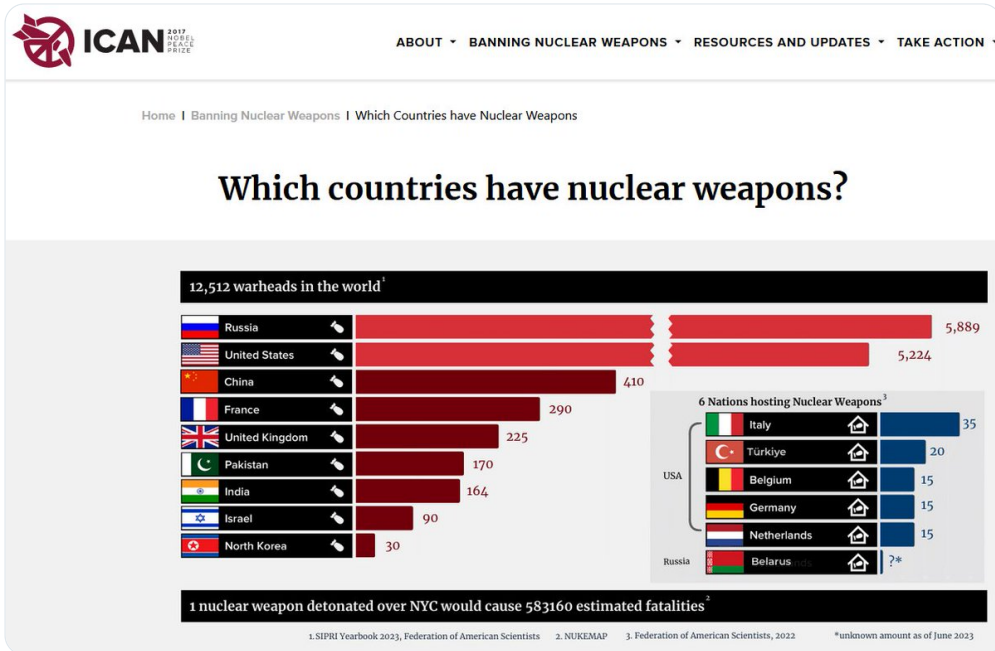 ICAN 2017 NOBEL PEACE PRIZE
ABOUT BANNING NUCLEAR WEAPONS RESOURCES AND UPDATES TAKE ACTION
Home | Banning Nuclear Weapons | Which Countries have Nuclear Weapons
Which countries have nuclear weapons?
12,512 warheads in the world¹
Russia 5,889
United States 5,224
China 410
France 290
United Kingdom 225
Pakistan 170
India 164
Israel 90
North Korea 30
6 Nations hosting Nuclear Weapons³
USA
Italy 35
Türkiye 20
Belgium 15
Germany 15
Netherlands 15
Russia
Belarus ?*
1 nuclear weapon detonated over NYC would cause 583160 estimated fatalities²
1.SIPRI Yearbook 2023, Federation of American Scientists 2. NUKEMAP 3. Federation of American Scientists, 2022 *unknown amount as of June 2023